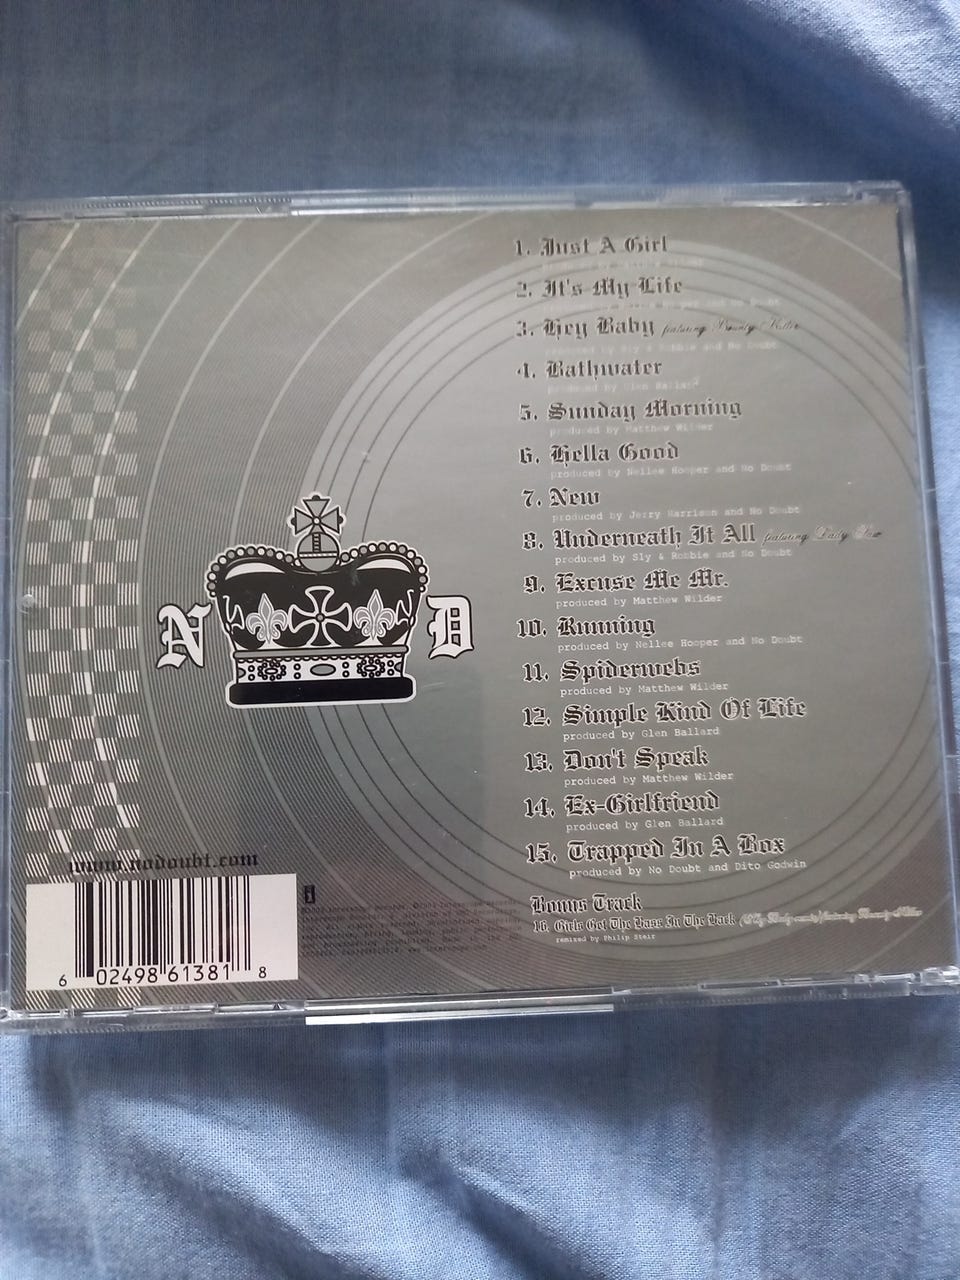 1. Just A Girl
produced by
2. It's My Life
Hooper and No Doubt
3. Hey Baby featuring Bounty Killer
produced by Sly & Robbie and No Doubt
4. Bathwater
produced by Glen Ballard
5. Sunday Morning
produced by Matthew Wilder
6. Hella Good
produced by Nellee Hooper and No Doubt
7. New
produced by Jerry Harrison and No Doubt
8. Underneath It All featuring Lady Saw
produced by Sly & Robbie and No Doubt
9. Excuse Me Mr.
produced by Matthew Wilder
10. Running
produced by Nellee Hooper and No Doubt
11. Spiderwebs
produced by Matthew Wilder
12. Simple Kind Of Life
produced by Glen Ballard
13. Don't Speak
produced by Matthew Wilder
14. Ex-Girlfriend
produced by Glen Ballard
15. Trapped In A Box
produced by No Doubt and Dito Godwin
Bonus Track
16. Girls Get The Bass In The Back
remixed by Philip Steir
N D
www.nodoubt.com
6 02498 61381 8